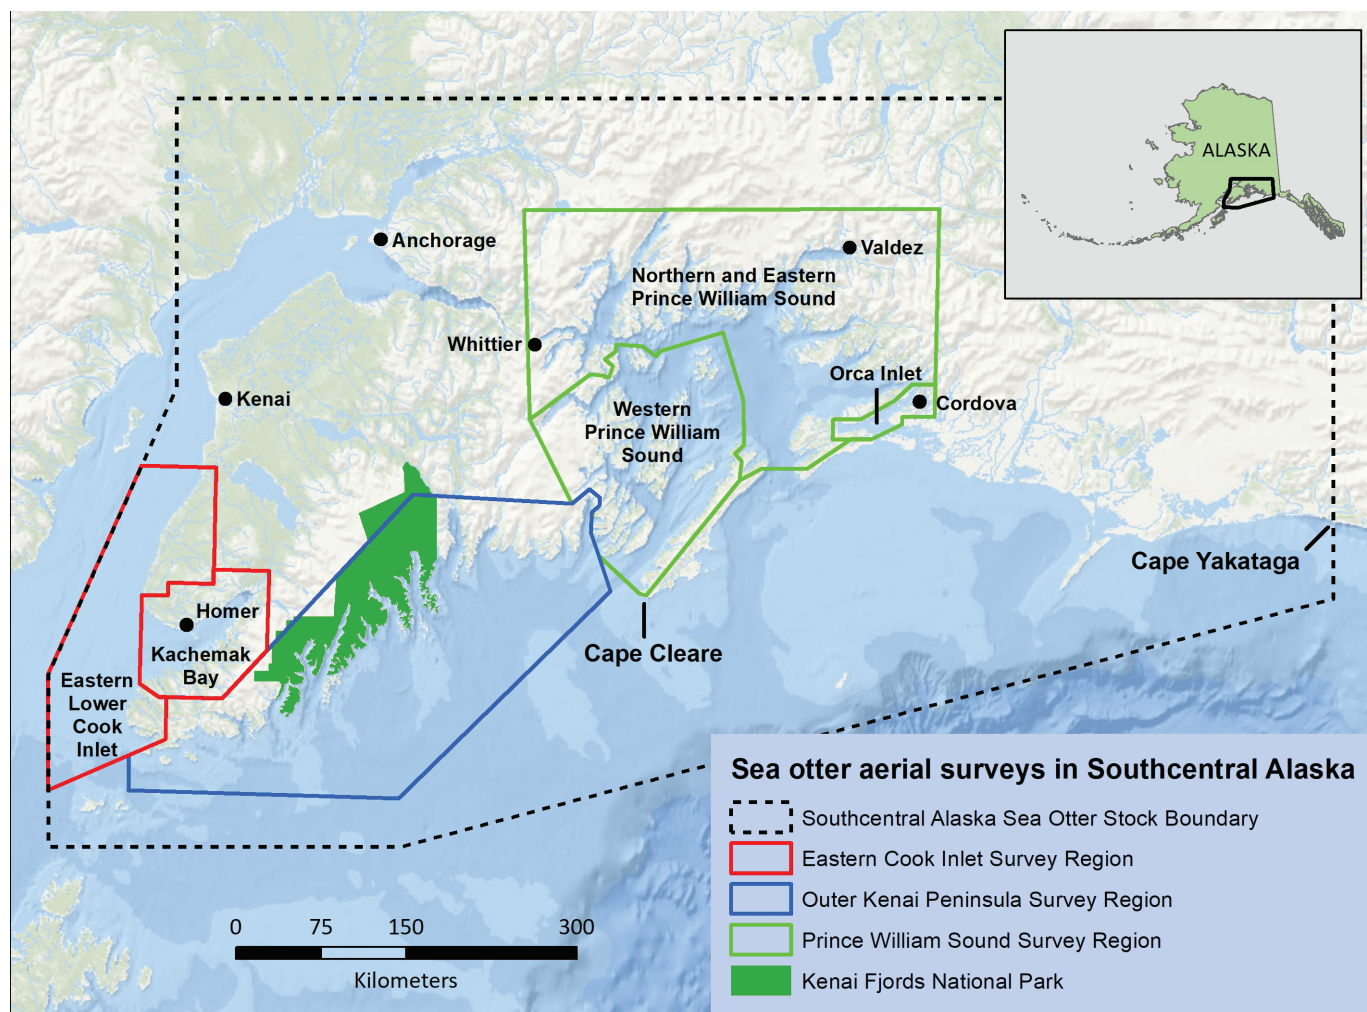 ALASKA
Anchorage
Valdez
Northern and Eastern
Prince William Sound
Whittier
Orca Inlet
Kenai
Cordova
Western
Prince William
Sound
Cape Yakataga
Homer
Kachemak
Bay
Cape Cleare
Eastern
Lower
Cook
Inlet
Sea otter aerial surveys in Southcentral Alaska
Southcentral Alaska Sea Otter Stock Boundary
Eastern Cook Inlet Survey Region
Outer Kenai Peninsula Survey Region
Prince William Sound Survey Region
Kenai Fjords National Park
0 75 150 300
Kilometers